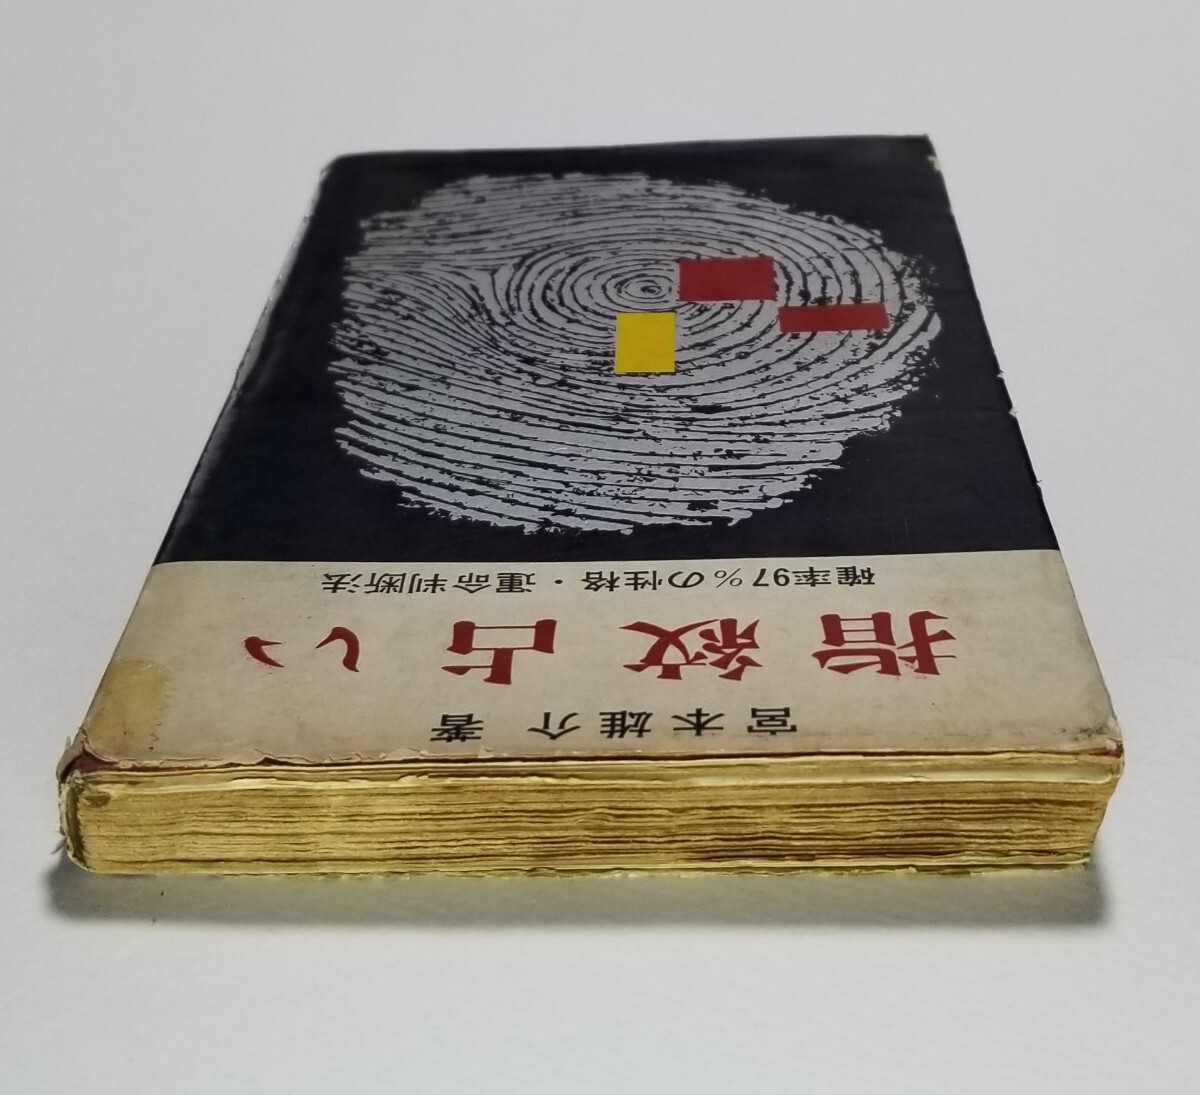 宮本雄介 著
指紋占い
確率97%の性格・運命判断法